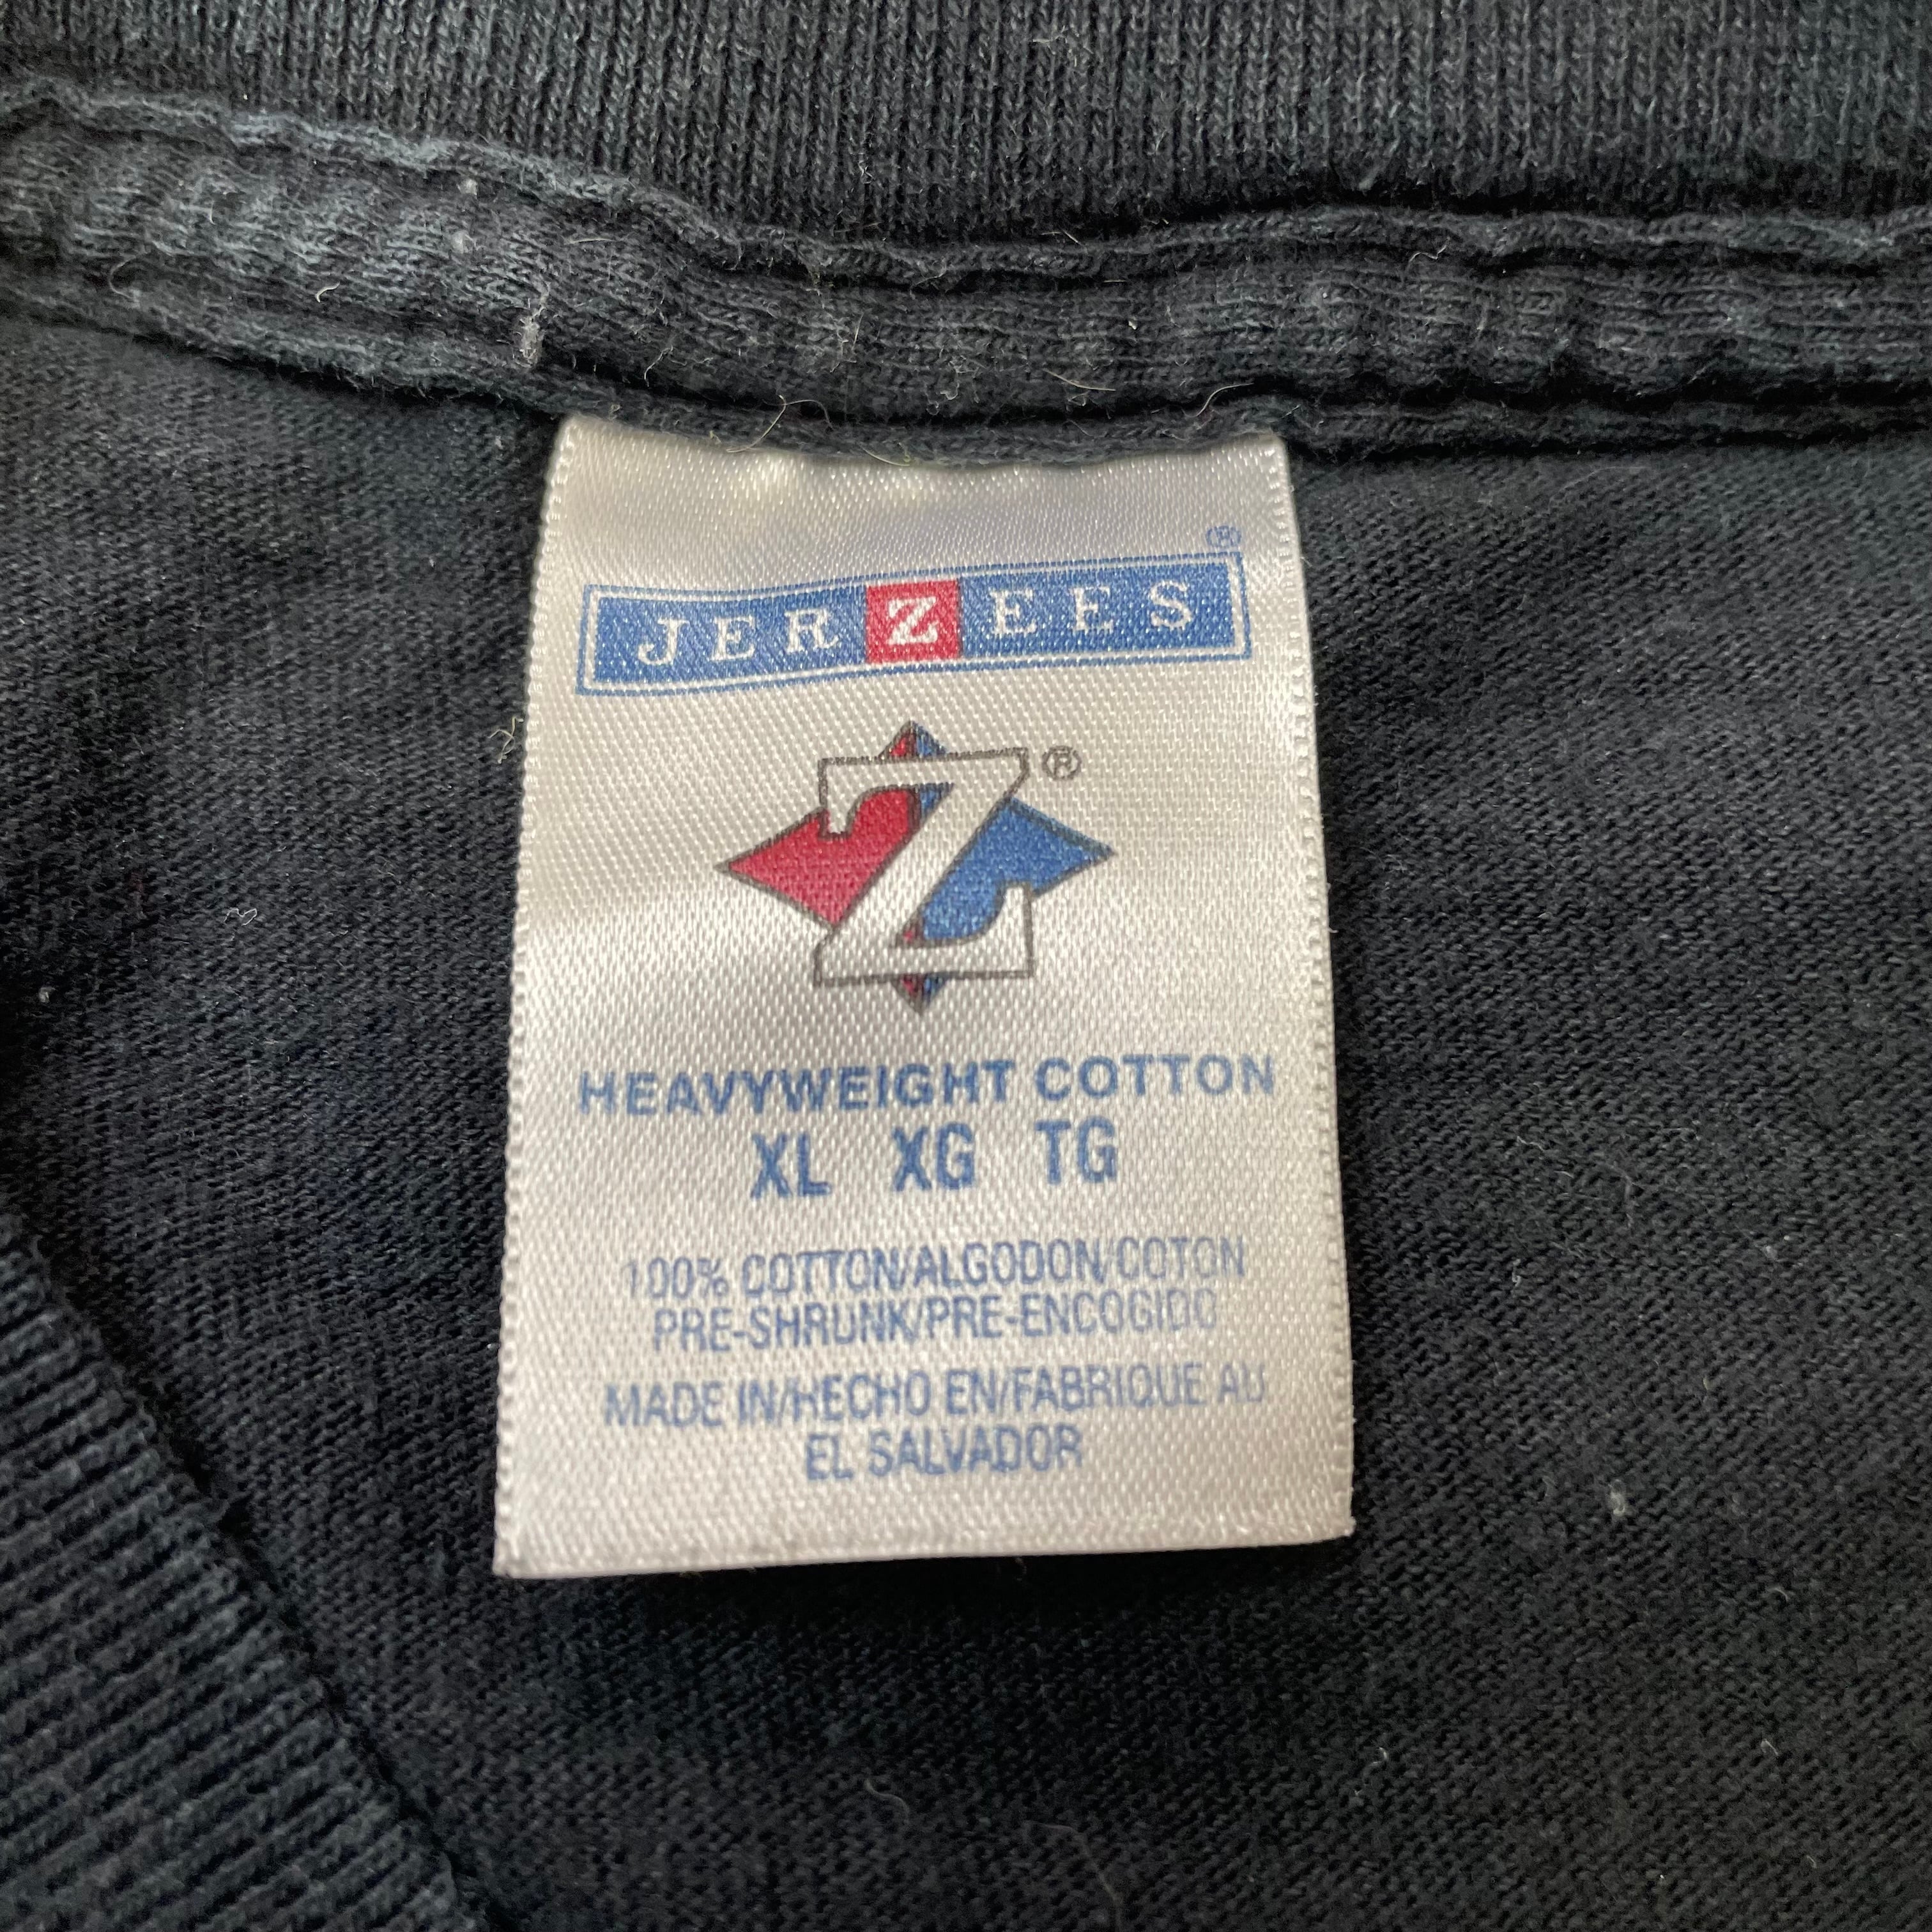 JERZEES®
Z®
HEAVYWEIGHT COTTON
XL XG TG
100% COTTON/ALGODON/COTON
PRE-SHRUNK/PRE-ENCOGIDO
MADE IN/HECHO EN/FABRIQUE AU
EL SALVADOR